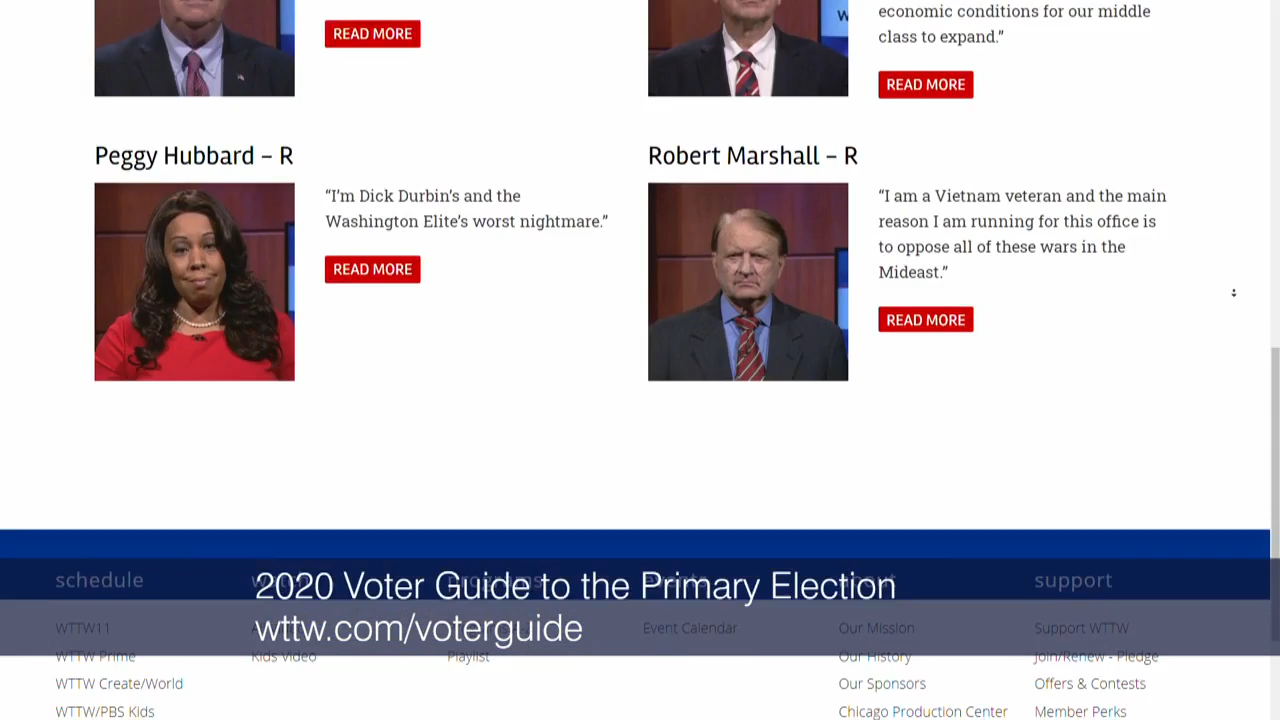 economic conditions for our middle
class to expand.”
READ MORE
READ MORE
Peggy Hubbard – R
“I’m Dick Durbin’s and the
Washington Elite’s worst nightmare.”
READ MORE
Robert Marshall – R
“I am a Vietnam veteran and the main
reason I am running for this office is
to oppose all of these wars in the
Mideast.”
READ MORE
2020 Voter Guide to the Primary Election
wttw.com/voterguide
schedule
WTTW11
WTTW Prime
WTTW Create/World
WTTW/PBS Kids
Kids Video
programs
Playlist
Event Calendar
about
Our Mission
Our History
Our Sponsors
Chicago Production Center
support
Support WTTW
Join/Renew - Pledge
Offers & Contests
Member Perks